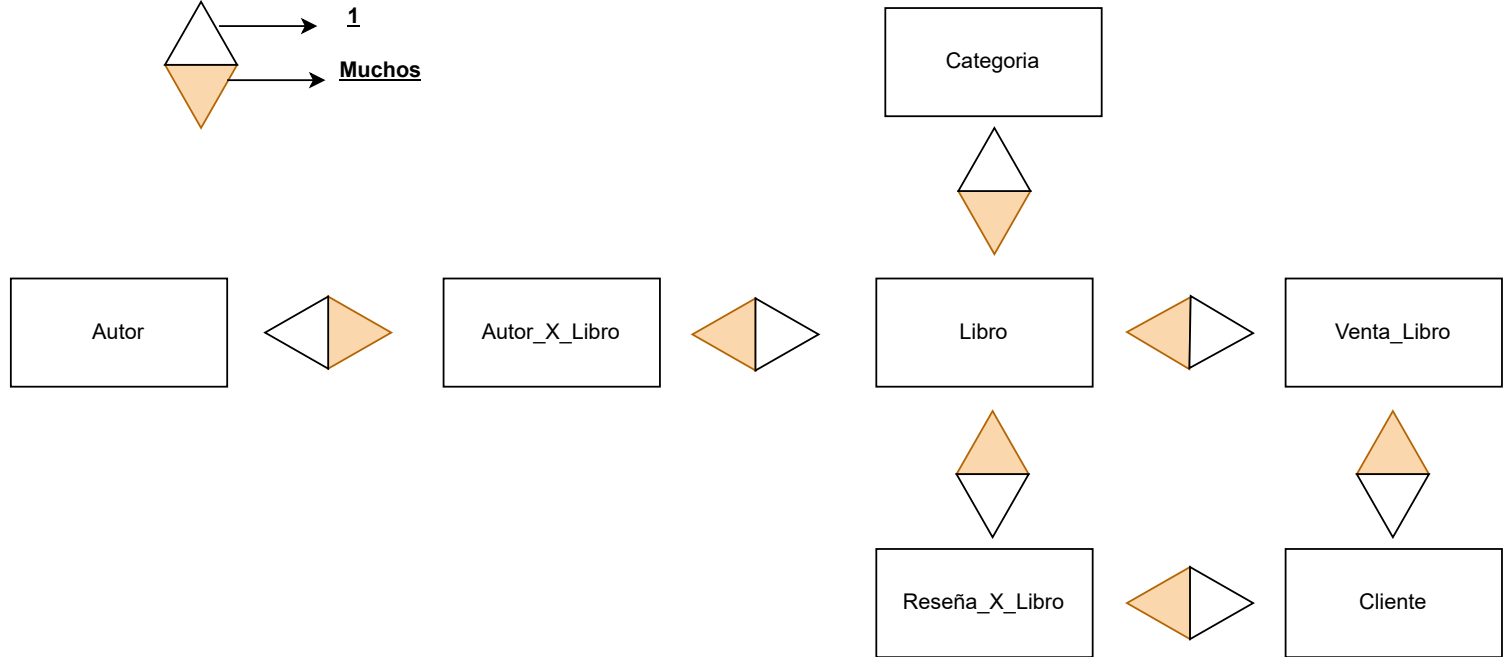 1
Muchos
Categoria
Autor
Autor_X_Libro
Libro
Venta_Libro
Reseña_X_Libro
Cliente